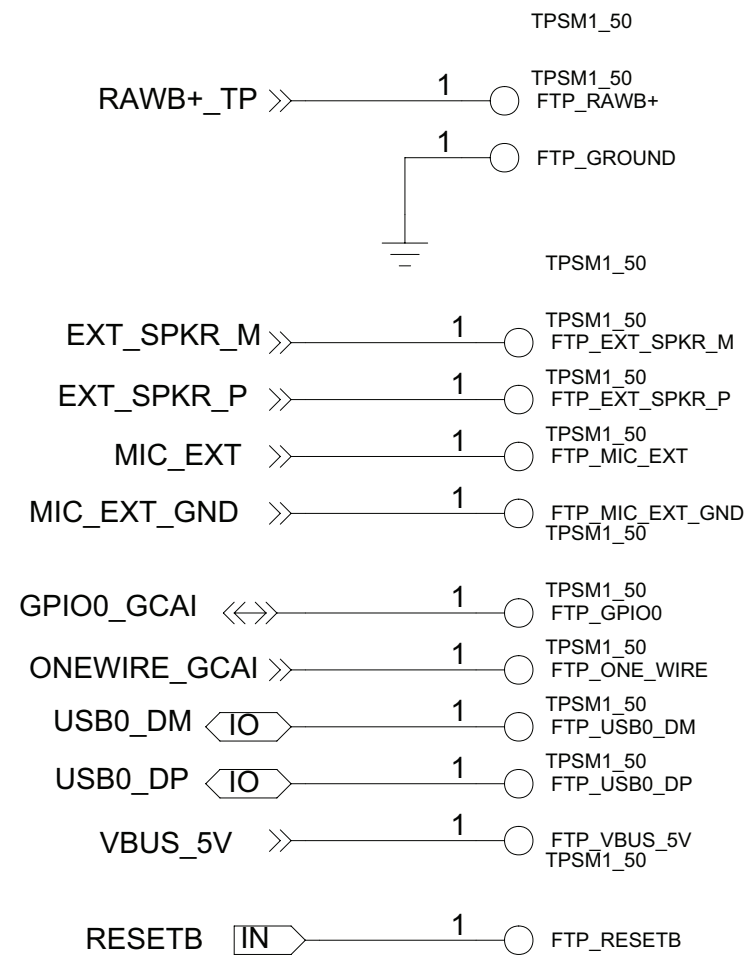 TPSM1_50
RAWB+_TP 1 TPSM1_50
FTP_RAWB+
1 FTP_GROUND
TPSM1_50
EXT_SPKR_M 1 TPSM1_50
FTP_EXT_SPKR_M
EXT_SPKR_P 1 TPSM1_50
FTP_EXT_SPKR_P
MIC_EXT 1 TPSM1_50
FTP_MIC_EXT
MIC_EXT_GND 1 FTP_MIC_EXT_GND
TPSM1_50
GPIO0_GCAI 1 TPSM1_50
FTP_GPIO0
ONEWIRE_GCAI 1 TPSM1_50
FTP_ONE_WIRE
USB0_DM IO 1 TPSM1_50
FTP_USB0_DM
USB0_DP IO 1 TPSM1_50
FTP_USB0_DP
VBUS_5V 1 FTP_VBUS_5V
TPSM1_50
RESETB IN 1 FTP_RESETB